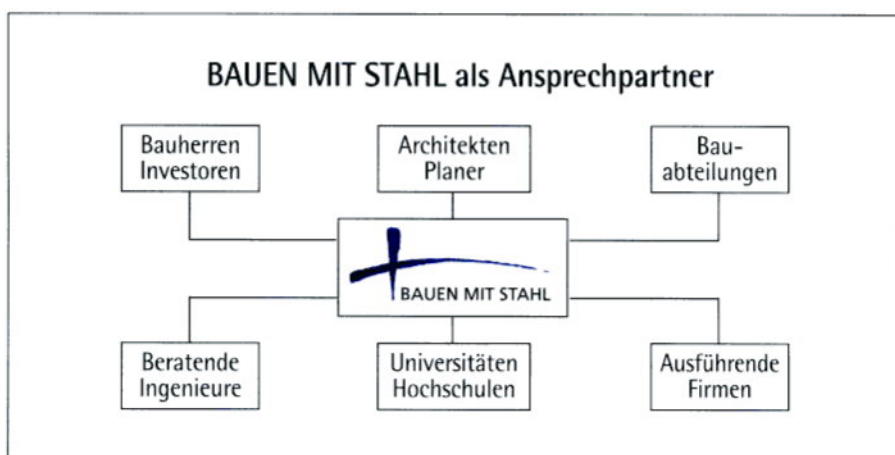 BAUEN MIT STAHL als Ansprechpartner
Bauherren
Investoren
Architekten
Planer
Bau-
abteilungen
BAUEN MIT STAHL
Beratende
Ingenieure
Universitäten
Hochschulen
Ausführende
Firmen